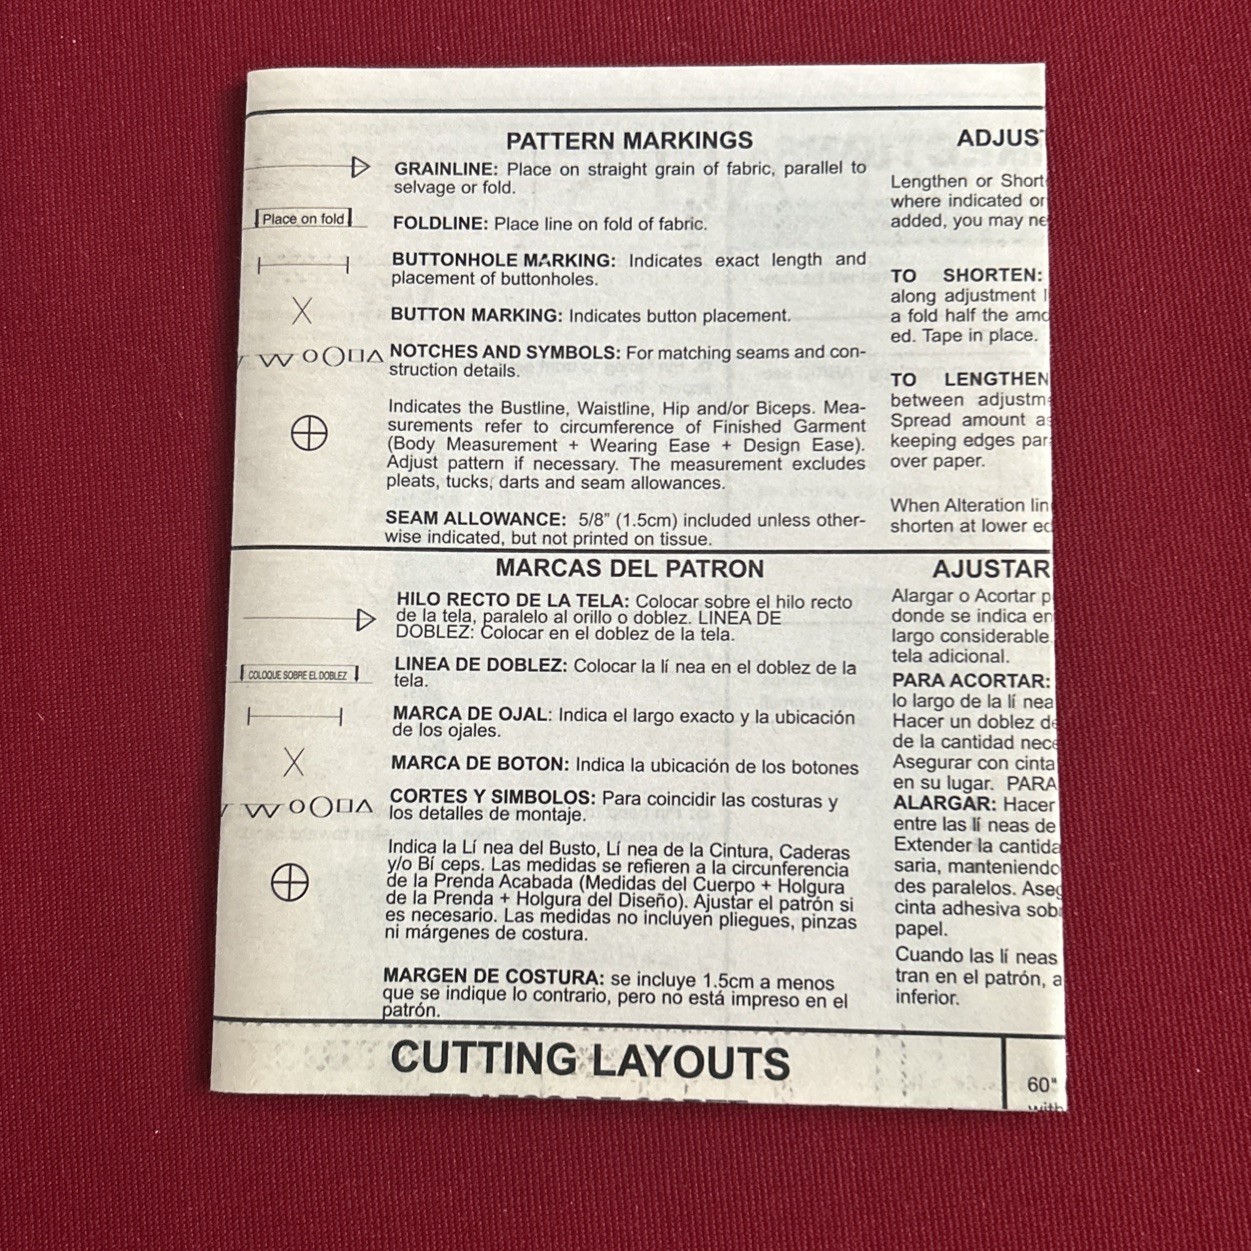 PATTERN MARKINGS
GRAINLINE: Place on straight grain of fabric, parallel to
selvage or fold.
Place on fold
FOLDLINE: Place line on fold of fabric.
BUTTONHOLE MARKING: Indicates exact length and
placement of buttonholes.
X
BUTTON MARKING: Indicates button placement.
NOTCHES AND SYMBOLS: For matching seams and con-
struction details.
Indicates the Bustline, Waistline, Hip and/or Biceps. Mea-
surements refer to circumference of Finished Garment
(Body Measurement + Wearing Ease + Design Ease).
Adjust pattern if necessary. The measurement excludes
pleats, tucks, darts and seam allowances.
SEAM ALLOWANCE: 5/8" (1.5cm) included unless other-
wise indicated, but not printed on tissue.
ADJUS
Lengthen or Short
where indicated or
added, you may ne
TO SHORTEN:
along adjustment l
a fold half the amo
ed. Tape in place.
TO LENGTHEN
between adjustm
Spread amount as
keeping edges par
over paper.
When Alteration lin
shorten at lower ed
MARCAS DEL PATRON
HILO RECTO DE LA TELA: Colocar sobre el hilo recto
de la tela, paralelo al orillo o doblez. LINEA DE
DOBLEZ: Colocar en el doblez de la tela.
COLOQUE SOBRE EL DOBLEZ
LINEA DE DOBLEZ: Colocar la lí nea en el doblez de la
tela.
MARCA DE OJAL: Indica el largo exacto y la ubicación
de los ojales.
X
MARCA DE BOTON: Indica la ubicación de los botones
CORTES Y SIMBOLOS: Para coincidir las costuras y
los detalles de montaje.
Indica la Lí nea del Busto, Lí nea de la Cintura, Caderas
y/o Bí ceps. Las medidas se refieren a la circunferencia
de la Prenda Acabada (Medidas del Cuerpo + Holgura
de la Prenda + Holgura del Diseño). Ajustar el patrón si
es necesario. Las medidas no incluyen pliegues, pinzas
ni márgenes de costura.
MARGEN DE COSTURA: se incluye 1.5cm a menos
que se indique lo contrario, pero no está impreso en el
patrón.
AJUSTAR
Alargar o Acortar p
donde se indica en
largo considerable
tela adicional.
PARA ACORTAR:
lo largo de la lí nea
Hacer un doblez de
de la cantidad nece
Asegurar con cinta
en su lugar. PARA
ALARGAR: Hacer
entre las lí neas de
Extender la cantida
saria, manteniendo
des paralelos. Aseg
cinta adhesiva sob
papel.
Cuando las lí neas
tran en el patrón, a
inferior.
CUTTING LAYOUTS
60"
with